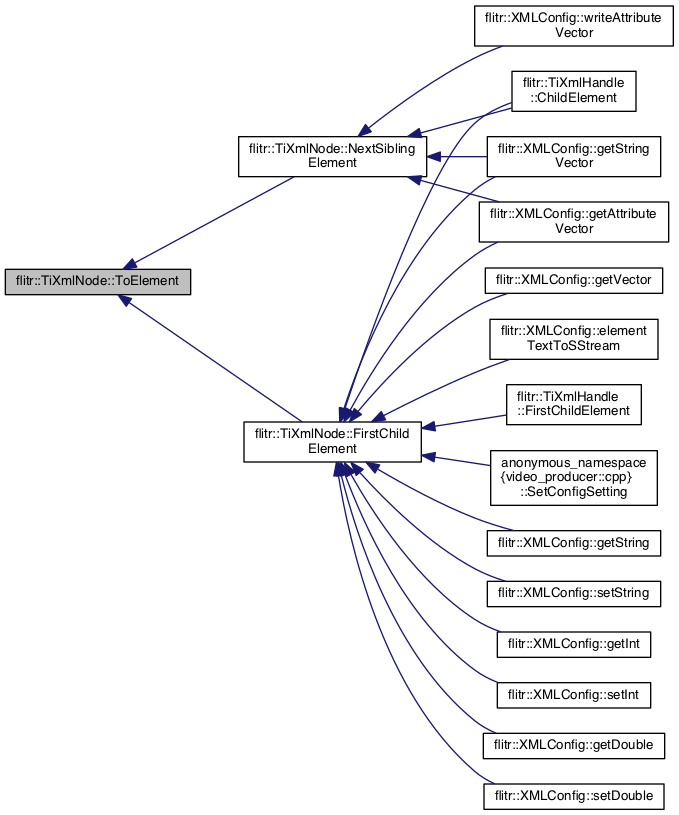 flitr::XMLConfig::writeAttribute
Vector
flitr::TiXmlHandle
::ChildElement
flitr::TiXmlNode::NextSibling
Element
flitr::XMLConfig::getString
Vector
flitr::XMLConfig::getAttribute
Vector
flitr::TiXmlNode::ToElement
flitr::XMLConfig::getVector
flitr::XMLConfig::element
TextToSStream
flitr::TiXmlHandle
::FirstChildElement
flitr::TiXmlNode::FirstChild
Element
anonymous_namespace
{video_producer::cpp}
::SetConfigSetting
flitr::XMLConfig::getString
flitr::XMLConfig::setString
flitr::XMLConfig::getInt
flitr::XMLConfig::setInt
flitr::XMLConfig::getDouble
flitr::XMLConfig::setDouble